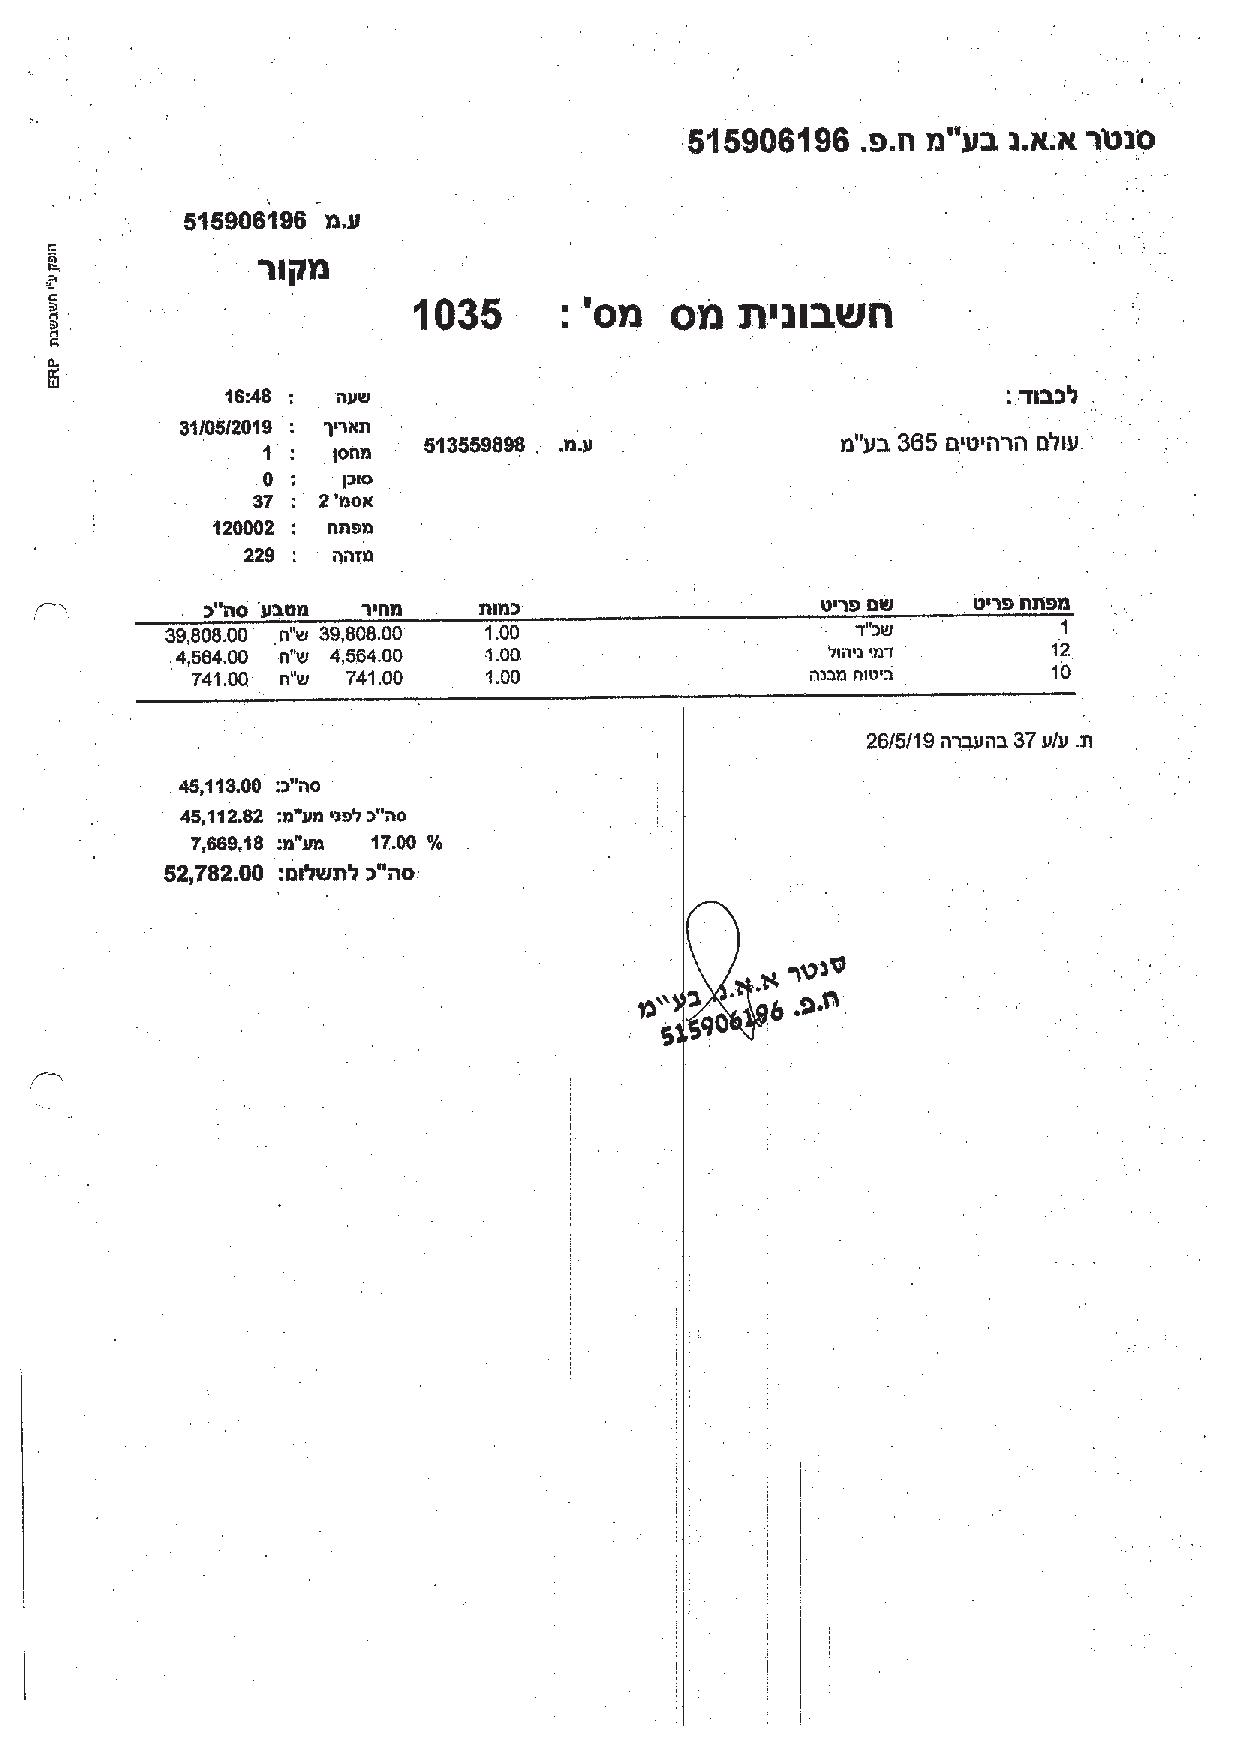 סנטר א.א.נ בע"מ ח.פ. 515906196
ע.מ 515906196
מקור
חשבונית מס מס' : 1035
הופק ע"י חשבשבת ERP
לכבוד :
שעה : 16:48
תאריך : 31/05/2019
עולם הרהיטים 365 בע"מ ע.מ. 513559898
מחסן : 1
סוכן : 0
אסמ' 2 : 37
מפתח : 120002
מזהה : 229
מפתח פריט שם פריט כמות מחיר מטבע סה"כ
1 שכ"ד 1.00 39,808.00 ש"ח 39,808.00
12 דמי ניהול 1.00 4,564.00 ש"ח 4,564.00
10 ביטוח מבנה 1.00 741.00 ש"ח 741.00
ת. ע/ע 37 בהעברה 26/5/19
סה"כ: 45,113.00
סה"כ לפני מע"מ: 45,112.82
% 17.00 מע"מ: 7,669.18
סה"כ לתשלום: 52,782.00
סנטר א.א.נ. בע"מ
ח.פ. 515906196